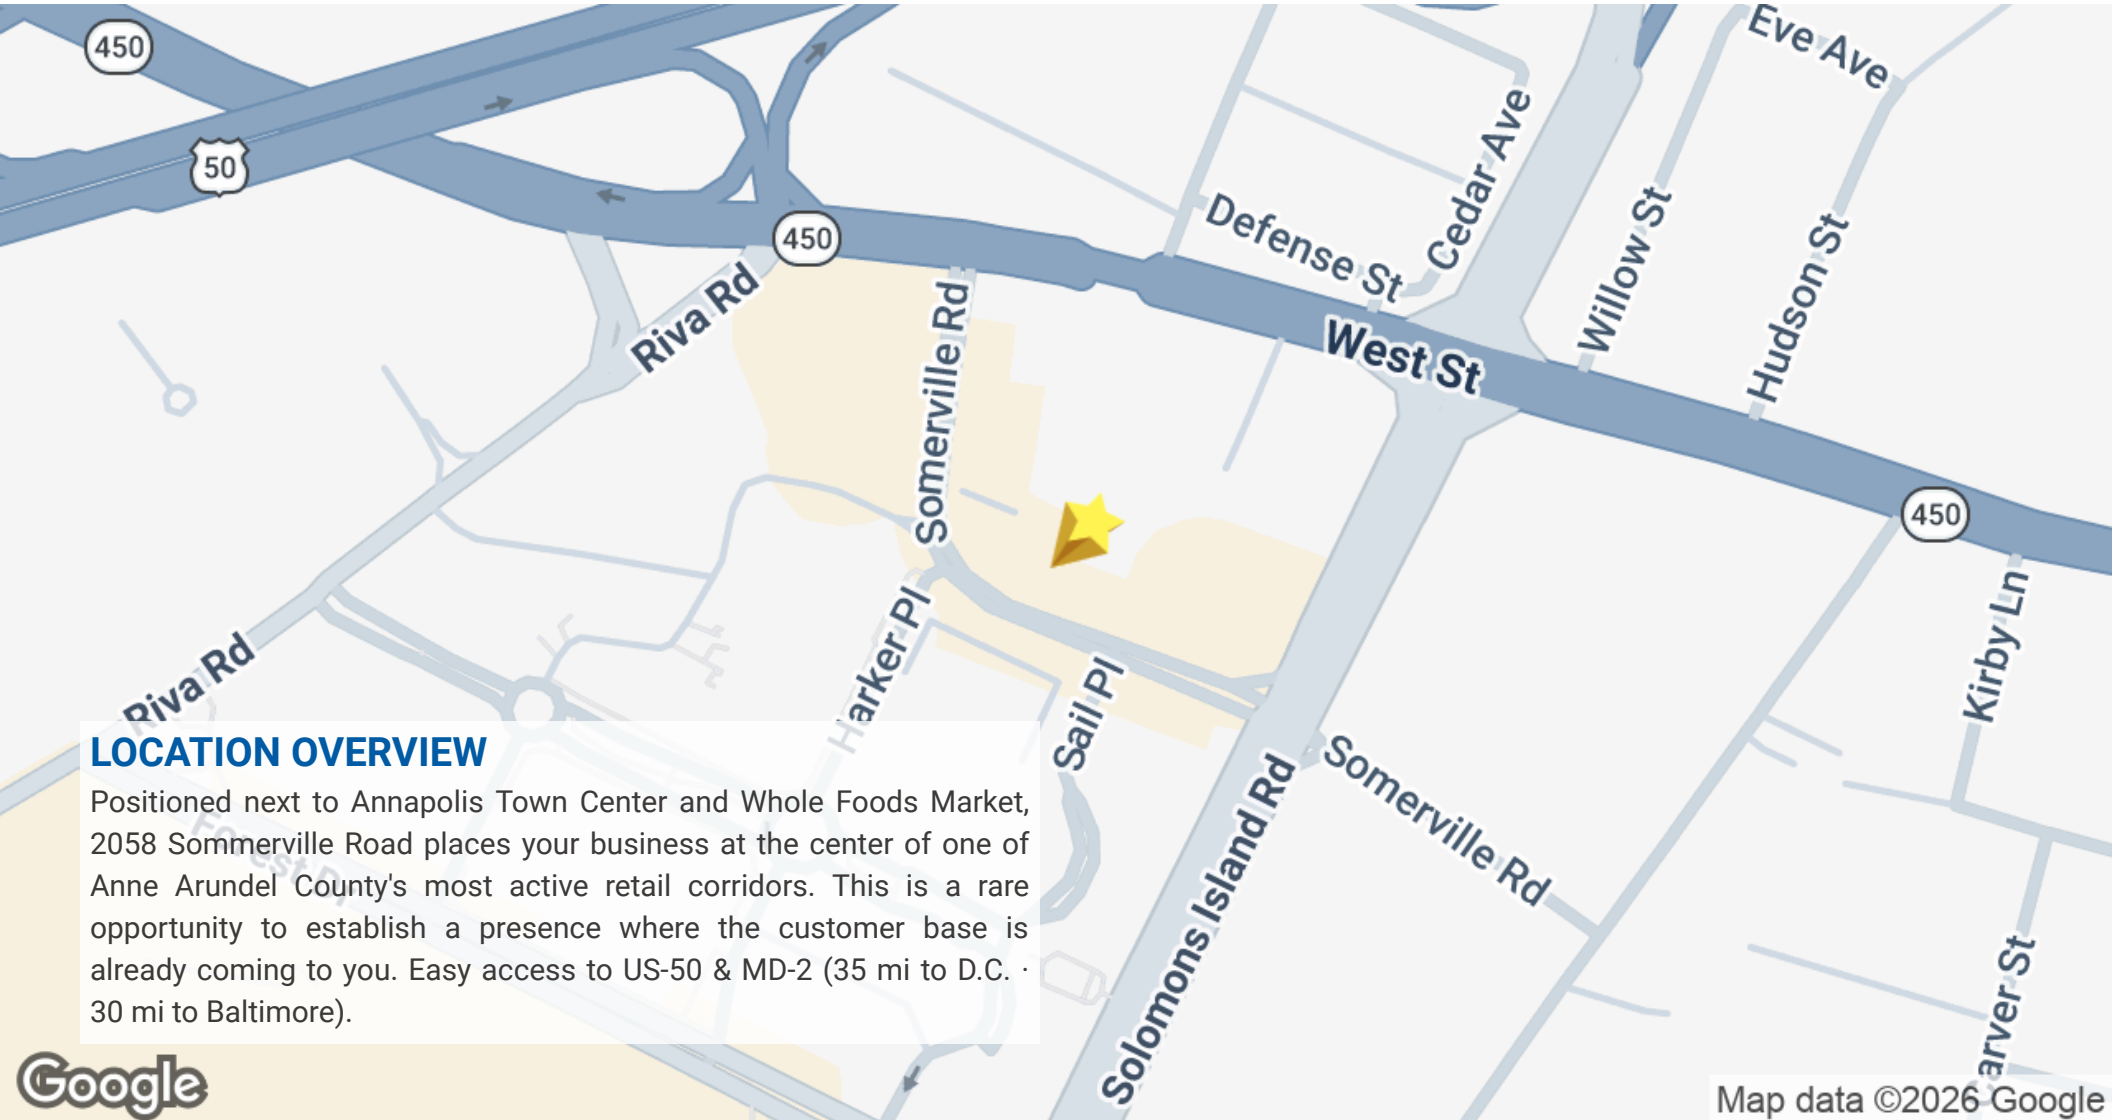 450
Eve Ave
50
Cedar Ave
Defense St
Willow St
Hudson St
450
Riva Rd
Somerville Rd
West St
450
Harker Pl
Kirby Ln
Riva Rd
Sail Pl
LOCATION OVERVIEW
Positioned next to Annapolis Town Center and Whole Foods Market,
2058 Sommerville Road places your business at the center of one of
Anne Arundel County's most active retail corridors. This is a rare
opportunity to establish a presence where the customer base is
already coming to you. Easy access to US-50 & MD-2 (35 mi to D.C. ·
30 mi to Baltimore).
Forest Dr
Somerville Rd
Solomons Island Rd
Carver St
Google
Map data ©2026 Google